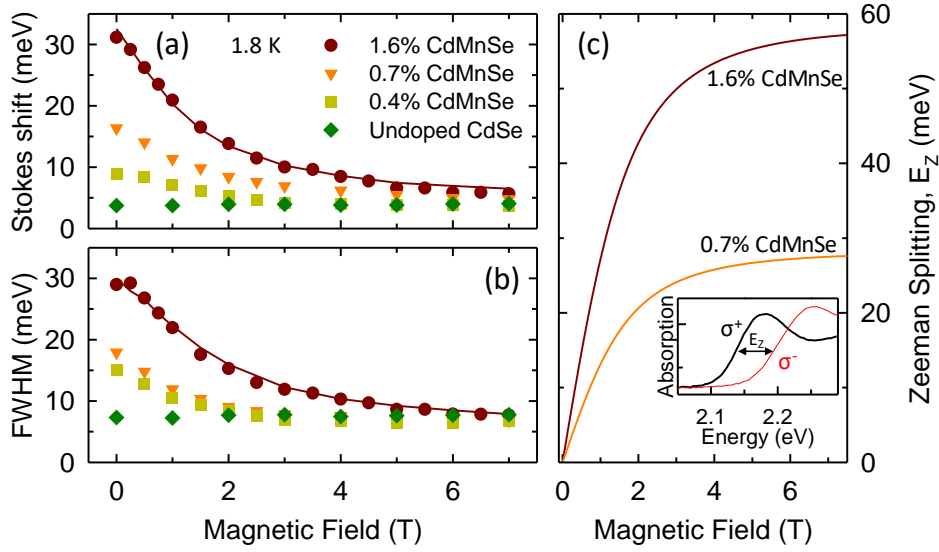 (a)
1.8 K
1.6% CdMnSe
0.7% CdMnSe
0.4% CdMnSe
Undoped CdSe
Stokes shift (meV)
30
20
10
0
(b)
FWHM (meV)
30
20
10
0
0 2 4 6
Magnetic Field (T)
(c)
1.6% CdMnSe
0.7% CdMnSe
Zeeman Splitting, E_Z (meV)
60
40
20
0
0 2 4 6
Magnetic Field (T)
Absorption
σ⁺
E_Z
σ⁻
2.1 2.2
Energy (eV)